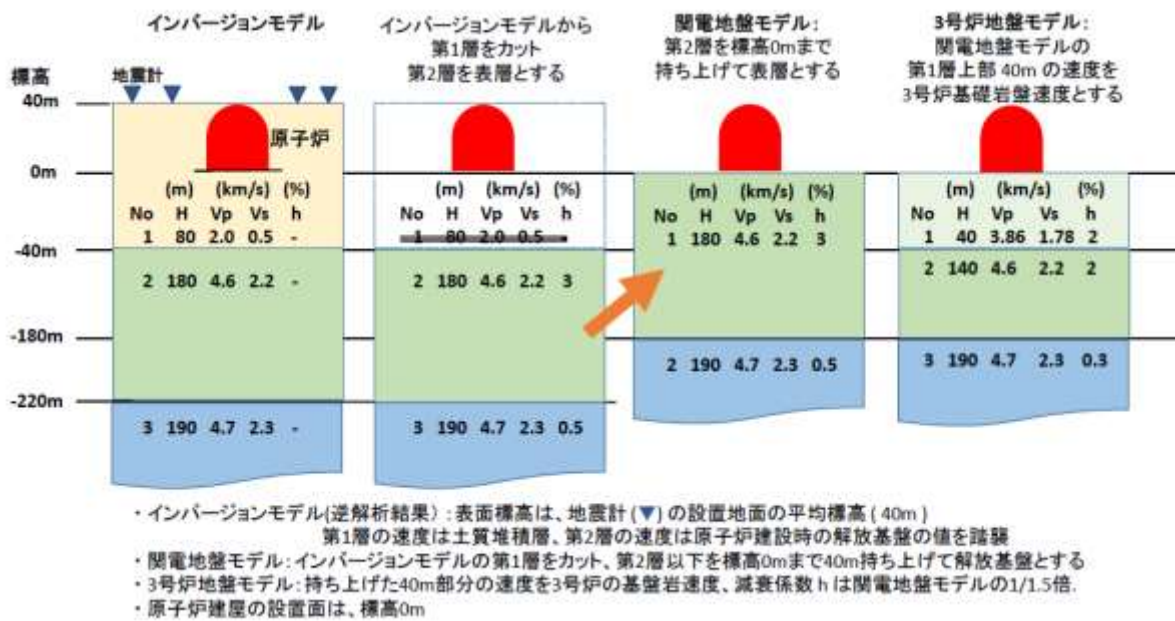 インバージョンモデル
標高
地震計
40m
原子炉
0m
(m) (km/s) (%)
No H Vp Vs h
1 80 2.0 0.5 -
-40m
2 180 4.6 2.2 -
-180m
-220m
3 190 4.7 2.3 -
インバージョンモデルから
第1層をカット
第2層を表層とする
(m) (km/s) (%)
No H Vp Vs h
1 80 2.0 0.5 -
2 180 4.6 2.2 3
3 190 4.7 2.3 0.5
関電地盤モデル:
第2層を標高0mまで
持ち上げて表層とする
(m) (km/s) (%)
No H Vp Vs h
1 180 4.6 2.2 3
2 190 4.7 2.3 0.5
3号炉地盤モデル:
関電地盤モデルの
第1層上部 40m の速度を
3号炉基礎岩盤速度とする
(m) (km/s) (%)
No H Vp Vs h
1 40 3.86 1.78 2
2 140 4.6 2.2 2
3 190 4.7 2.3 0.3
・インバージョンモデル(逆解析結果):表面標高は、地震計(▼)の設置地面の平均標高(40m)
第1層の速度は土質堆積層、第2層の速度は原子炉建設時の解放基盤の値を踏襲
・関電地盤モデル:インバージョンモデルの第1層をカット、第2層以下を標高0mまで40m持ち上げて解放基盤とする
・3号炉地盤モデル:持ち上げた40m部分の速度を3号炉の基盤岩速度、減衰係数 h は関電地盤モデルの1/1.5倍.
・原子炉建屋の設置面は、標高0m